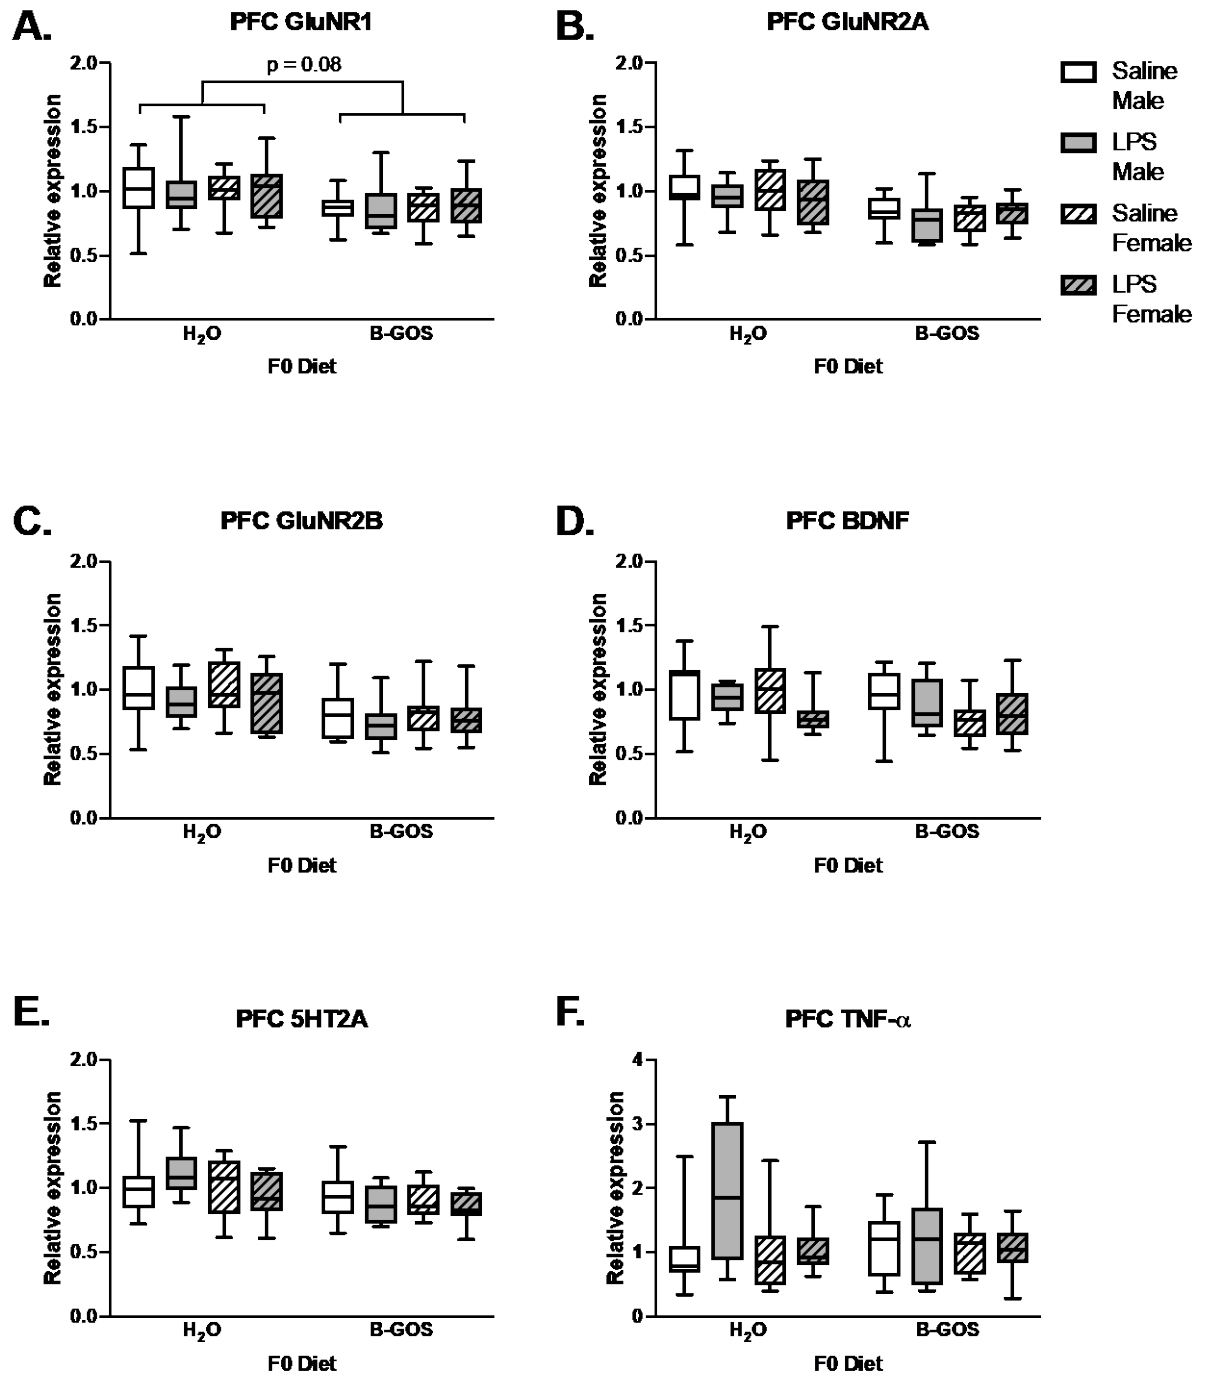 A.
PFC GluNR1
p = 0.08
Relative expression
2.0
1.5
1.0
0.5
0.0
H₂O
B-GOS
F0 Diet
B.
PFC GluNR2A
Relative expression
2.0
1.5
1.0
0.5
0.0
H₂O
B-GOS
F0 Diet
Saline
Male
LPS
Male
Saline
Female
LPS
Female
C.
PFC GluNR2B
Relative expression
2.0
1.5
1.0
0.5
0.0
H₂O
B-GOS
F0 Diet
D.
PFC BDNF
Relative expression
2.0
1.5
1.0
0.5
0.0
H₂O
B-GOS
F0 Diet
E.
PFC 5HT2A
Relative expression
2.0
1.5
1.0
0.5
0.0
H₂O
B-GOS
F0 Diet
F.
PFC TNF-α
Relative expression
4
3
2
1
0
H₂O
B-GOS
F0 Diet